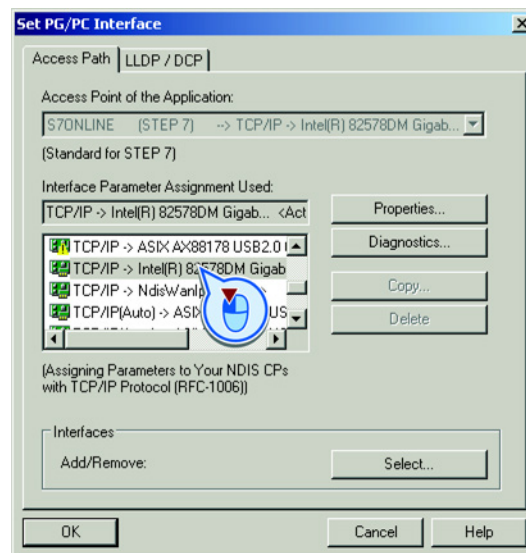 Set PG/PC Interface
Access Path
LLDP / DCP
Access Point of the Application:
S7ONLINE (STEP 7) --> TCP/IP -> Intel(R) 82578DM Gigab...
(Standard for STEP 7)
Interface Parameter Assignment Used:
TCP/IP -> Intel(R) 82578DM Gigab... <Act
Properties...
TCP/IP -> ASIX AX88178 USB2.0
Diagnostics...
TCP/IP -> Intel(R) 82578DM Gigab
TCP/IP -> NdisWanIp
Copy...
TCP/IP(Auto) -> ASI US
Delete
(Assigning Parameters to Your NDIS CPs
with TCP/IP Protocol (RFC-1006))
Interfaces
Add/Remove:
Select...
OK
Cancel
Help